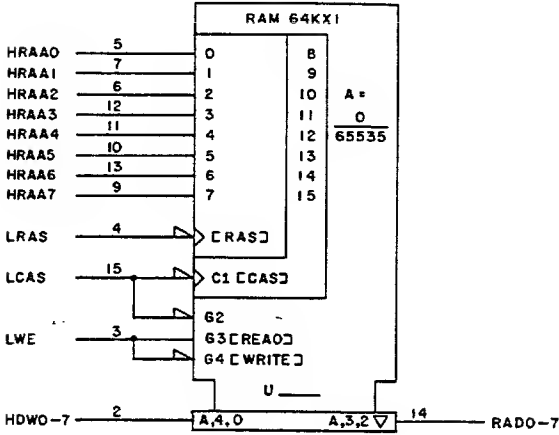 RAM 64KX1
HRAA0 5 0 8
HRAA1 7 1 9
HRAA2 6 2 10 A=
HRAA3 12 3 11 0
HRAA4 11 4 12 65535
HRAA5 10 5 13
HRAA6 13 6 14
HRAA7 9 7 15
LRAS 4 [RAS]
LCAS 15 C1 [CAS]
G2
LWE 3 G3[READ]
G4[WRITE]
U ____
HDW0-7 2 A,4,D A,3,2 ▽ 14 RAD0-7